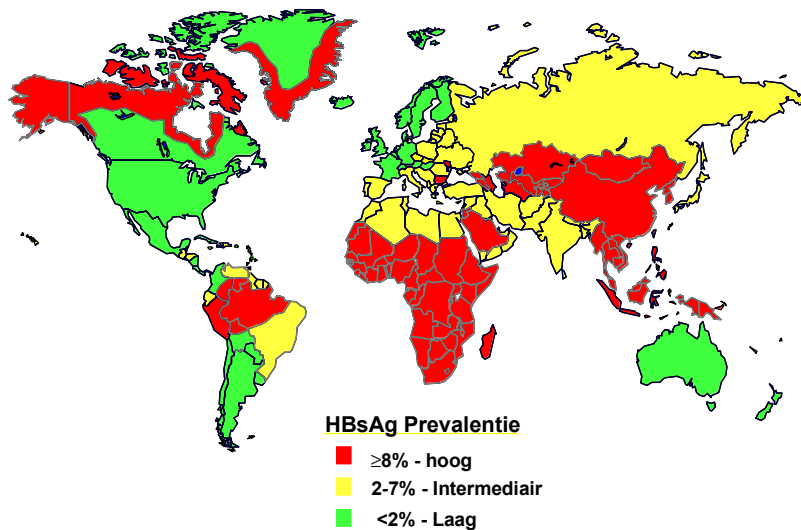 HBsAg Prevalentie
≥8% - hoog
2-7% - Intermediair
<2% - Laag